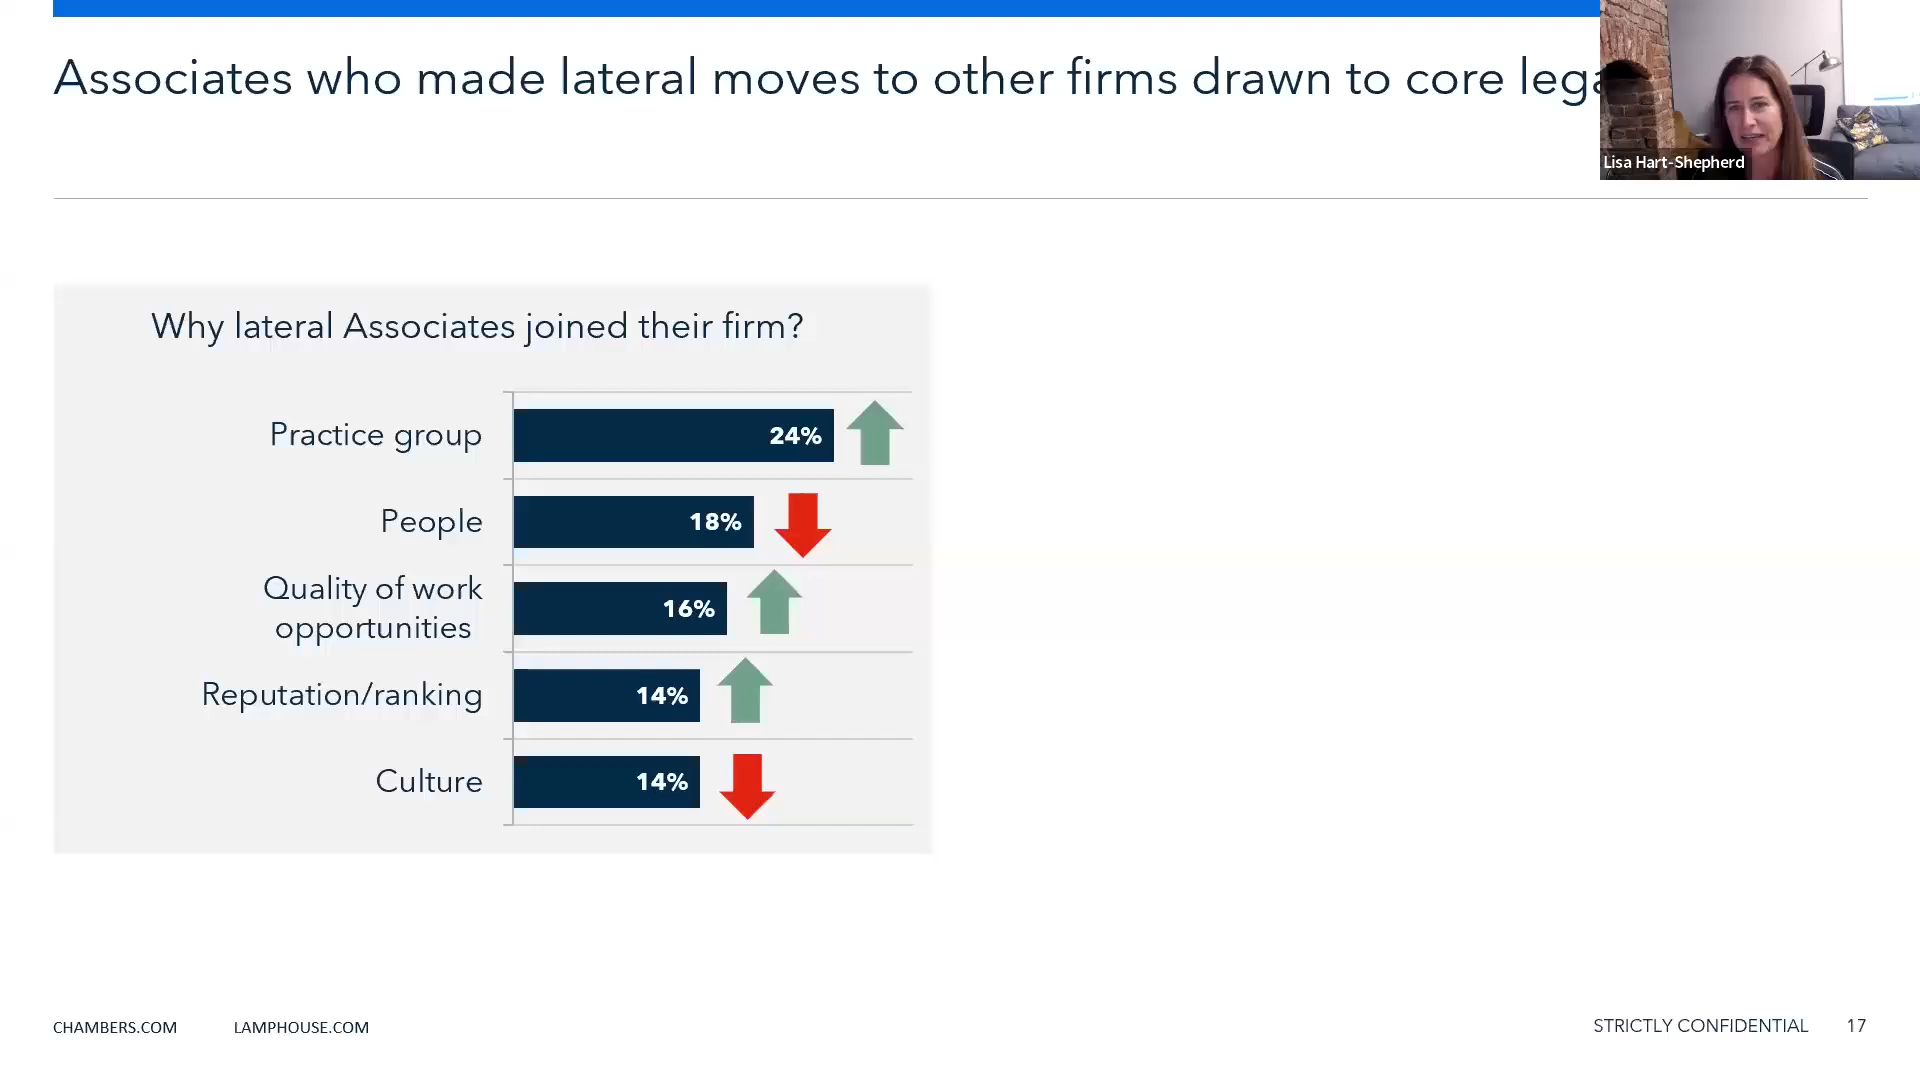 Associates who made lateral moves to other firms drawn to core lega
Lisa Hart-Shepherd
Why lateral Associates joined their firm?
Practice group
24%
People
18%
Quality of work
opportunities
16%
Reputation/ranking
14%
Culture
14%
CHAMBERS.COM
LAMPHOUSE.COM
STRICTLY CONFIDENTIAL
17